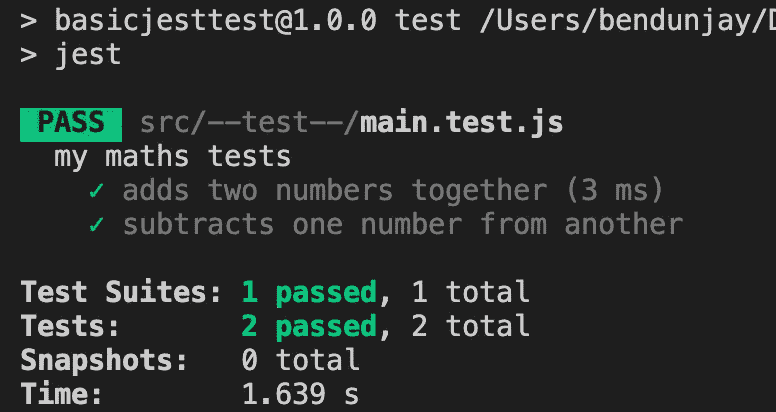 > basicjesttest@1.0.0 test /Users/bendunjay/D
> jest
PASS src/--test--/main.test.js
my maths tests
✓ adds two numbers together (3 ms)
✓ subtracts one number from another
Test Suites: 1 passed, 1 total
Tests: 2 passed, 2 total
Snapshots: 0 total
Time: 1.639 s